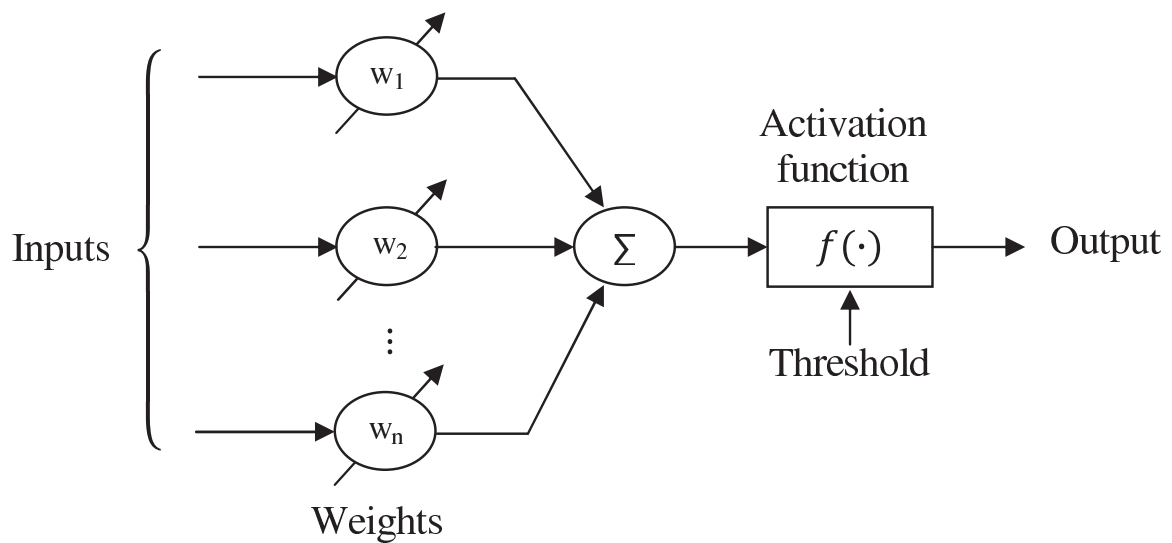 w₁
Activation
function
Inputs
w₂
Σ
f(·)
Output
⋮
Threshold
wₙ
Weights